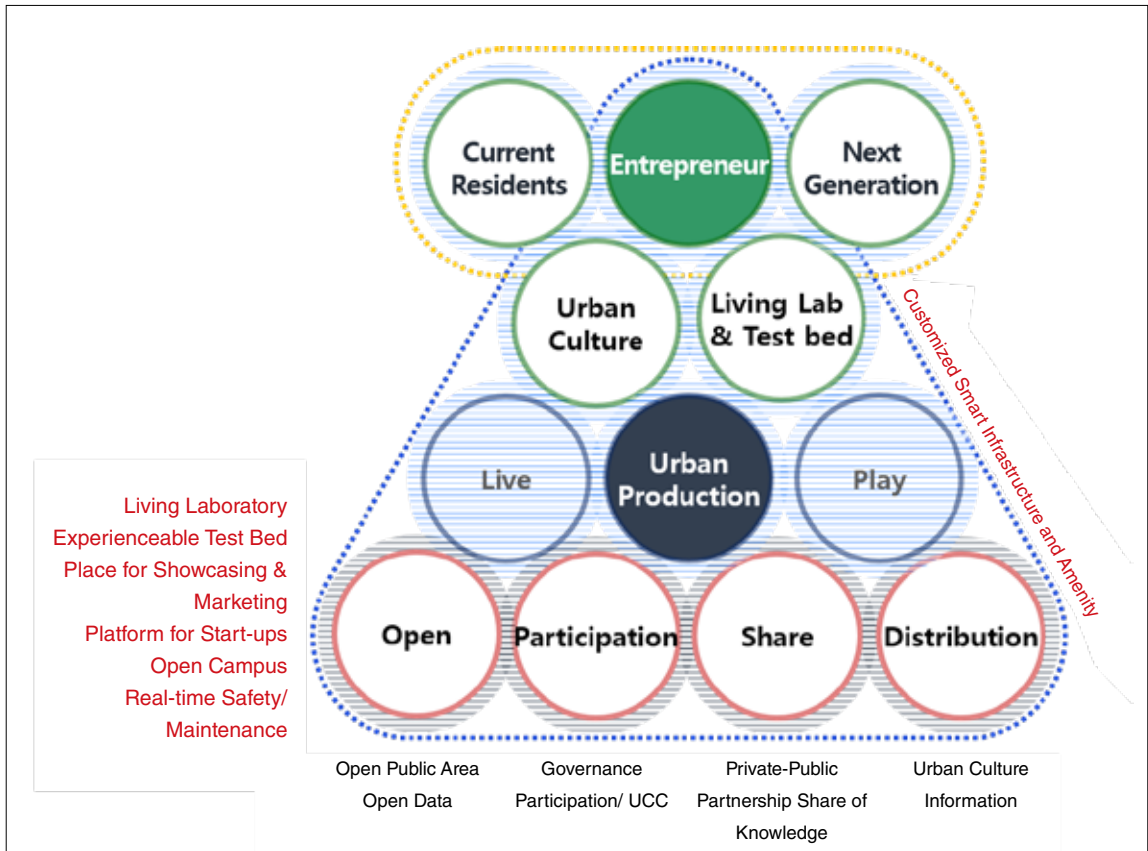 Current
Residents
Entrepreneur
Next
Generation
Urban
Culture
Living Lab
& Test bed
Customized Smart Infrastructure and Amenity
Live
Urban
Production
Play
Living Laboratory
Experienceable Test Bed
Place for Showcasing &
Marketing
Platform for Start-ups
Open Campus
Real-time Safety/
Maintenance
Open
Participation
Share
Distribution
Open Public Area
Open Data
Governance
Participation/ UCC
Private-Public
Partnership Share of
Knowledge
Urban Culture
Information